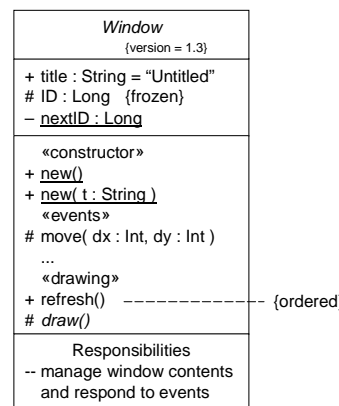 Window
{version = 1.3}
+ title : String = “Untitled”
# ID : Long {frozen}
– nextID : Long
«constructor»
+ new()
+ new( t : String )
«events»
# move( dx : Int, dy : Int )
...
«drawing»
+ refresh() {ordered}
# draw()
Responsibilities
-- manage window contents
and respond to events